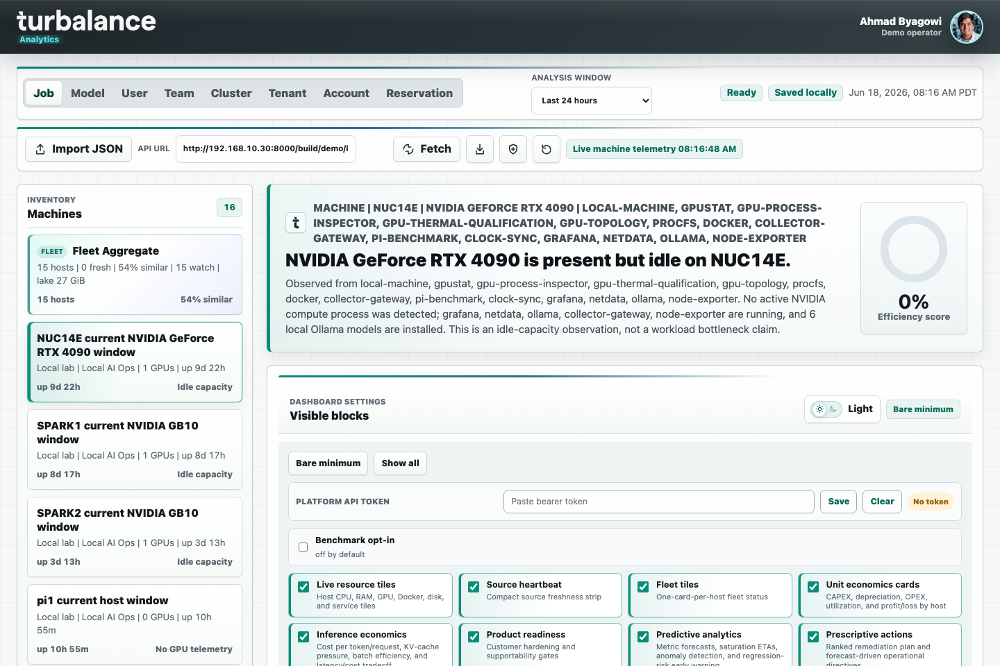 turbalance
Analytics
Ahmad Byagowi
Demo operator
Job Model User Team Cluster Tenant Account Reservation
ANALYSIS WINDOW
Last 24 hours
Ready Saved locally Jun 18, 2026, 08:16 AM PDT
Import JSON API URL http://192.168.10.30:8000/build/demo/l Fetch Live machine telemetry 08:16:48 AM
INVENTORY
Machines
16
FLEET Fleet Aggregate
15 hosts | 0 fresh | 54% similar | 15 watch |
lake 27 GiB
15 hosts 54% similar
NUC14E current NVIDIA GeForce
RTX 4090 window
Local lab | Local AI Ops | 1 GPUs | up 9d 22h
up 9d 22h Idle capacity
SPARK1 current NVIDIA GB10
window
Local lab | Local AI Ops | 1 GPUs | up 8d 17h
up 8d 17h Idle capacity
SPARK2 current NVIDIA GB10
window
Local lab | Local AI Ops | 1 GPUs | up 3d 13h
up 3d 13h Idle capacity
pi1 current host window
Local lab | Local AI Ops | 0 GPUs | up 10h
55m
up 10h 55m No GPU telemetry
t
MACHINE | NUC14E | NVIDIA GEFORCE RTX 4090 | LOCAL-MACHINE, GPUSTAT, GPU-PROCESS-
INSPECTOR, GPU-THERMAL-QUALIFICATION, GPU-TOPOLOGY, PROCFS, DOCKER, COLLECTOR-
GATEWAY, PI-BENCHMARK, CLOCK-SYNC, GRAFANA, NETDATA, OLLAMA, NODE-EXPORTER
NVIDIA GeForce RTX 4090 is present but idle on NUC14E.
Observed from local-machine, gpustat, gpu-process-inspector, gpu-thermal-qualification, gpu-topology, procfs,
docker, collector-gateway, pi-benchmark, clock-sync, grafana, netdata, ollama, node-exporter. No active NVIDIA
compute process was detected; grafana, netdata, ollama, collector-gateway, node-exporter are running, and 6
local Ollama models are installed. This is an idle-capacity observation, not a workload bottleneck claim.
0%
Efficiency score
DASHBOARD SETTINGS
Visible blocks
Light Bare minimum
Bare minimum Show all
PLATFORM API TOKEN Paste bearer token Save Clear No token
Benchmark opt-in
off by default
Live resource tiles
Host CPU, RAM, GPU, Docker, disk,
and service tiles
Source heartbeat
Compact source freshness strip
Fleet tiles
One-card-per-host fleet status
Unit economics cards
CAPEX, depreciation, OPEX,
utilization, and profit/loss by host
Inference economics
Cost per token/request, KV-cache
pressure, batch efficiency, and
latency/cost tradeoff
Product readiness
Customer hardening and
supportability gates
Predictive analytics
Metric forecasts, saturation ETAs,
anomaly detection, and regression-
risk early warning
Prescriptive actions
Ranked remediation plan and
forecast-driven operational
directives